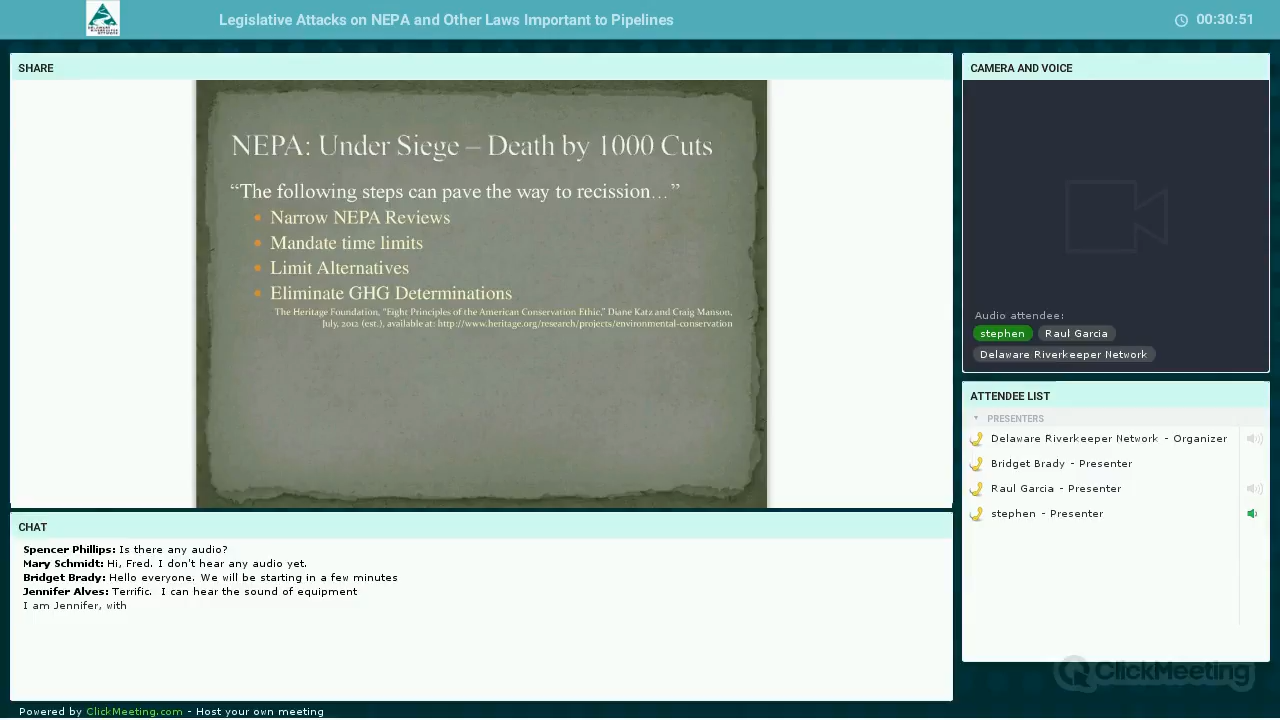 Legislative Attacks on NEPA and Other Laws Important to Pipelines
00:30:51
SHARE
NEPA: Under Siege – Death by 1000 Cuts
“The following steps can pave the way to recission…”
• Narrow NEPA Reviews
• Mandate time limits
• Limit Alternatives
• Eliminate GHG Determinations
The Heritage Foundation, “Eight Principles of the American Conservation Ethic,” Diane Katz and Craig Manson,
July, 2012 (est.), available at: http://www.heritage.org/research/projects/environmental-conservation
CHAT
Spencer Phillips: Is there any audio?
Mary Schmidt: Hi, Fred. I don't hear any audio yet.
Bridget Brady: Hello everyone. We will be starting in a few minutes
Jennifer Alves: Terrific. I can hear the sound of equipment
I am Jennifer, with
CAMERA AND VOICE
Audio attendee:
stephen Raul Garcia
Delaware Riverkeeper Network
ATTENDEE LIST
PRESENTERS
Delaware Riverkeeper Network - Organizer
Bridget Brady - Presenter
Raul Garcia - Presenter
stephen - Presenter
ClickMeeting
Powered by ClickMeeting.com - Host your own meeting